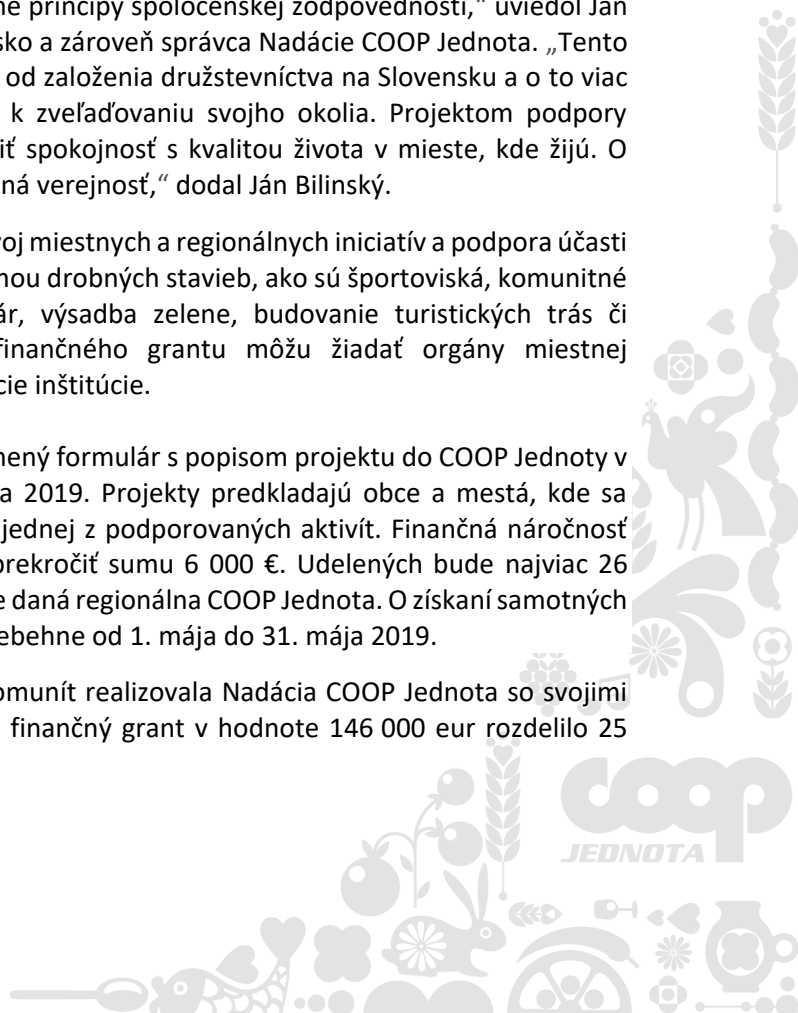 né princípy spoločenskej zodpovednosti,“ uviedol Ján
sko a zároveň správca Nadácie COOP Jednota. „Tento
od založenia družstevníctva na Slovensku a o to viac
k zveľaďovaniu svojho okolia. Projektom podpory
iť spokojnosť s kvalitou života v mieste, kde žijú. O
ná verejnosť,“ dodal Ján Bilinský.
voj miestnych a regionálnych iniciatív a podpora účasti
mou drobných stavieb, ako sú športoviská, komunitné
ár, výsadba zelene, budovanie turistických trás či
finančného grantu môžu žiadať orgány miestnej
cie inštitúcie.
nený formulár s popisom projektu do COOP Jednoty v
a 2019. Projekty predkladajú obce a mestá, kde sa
jednej z podporovaných aktivít. Finančná náročnosť
prekročiť sumu 6 000 €. Udelených bude najviac 26
e daná regionálna COOP Jednota. O získaní samotných
ebehne od 1. mája do 31. mája 2019.
omunít realizovala Nadácia COOP Jednota so svojimi
finančný grant v hodnote 146 000 eur rozdelilo 25
coop
JEDNOTA